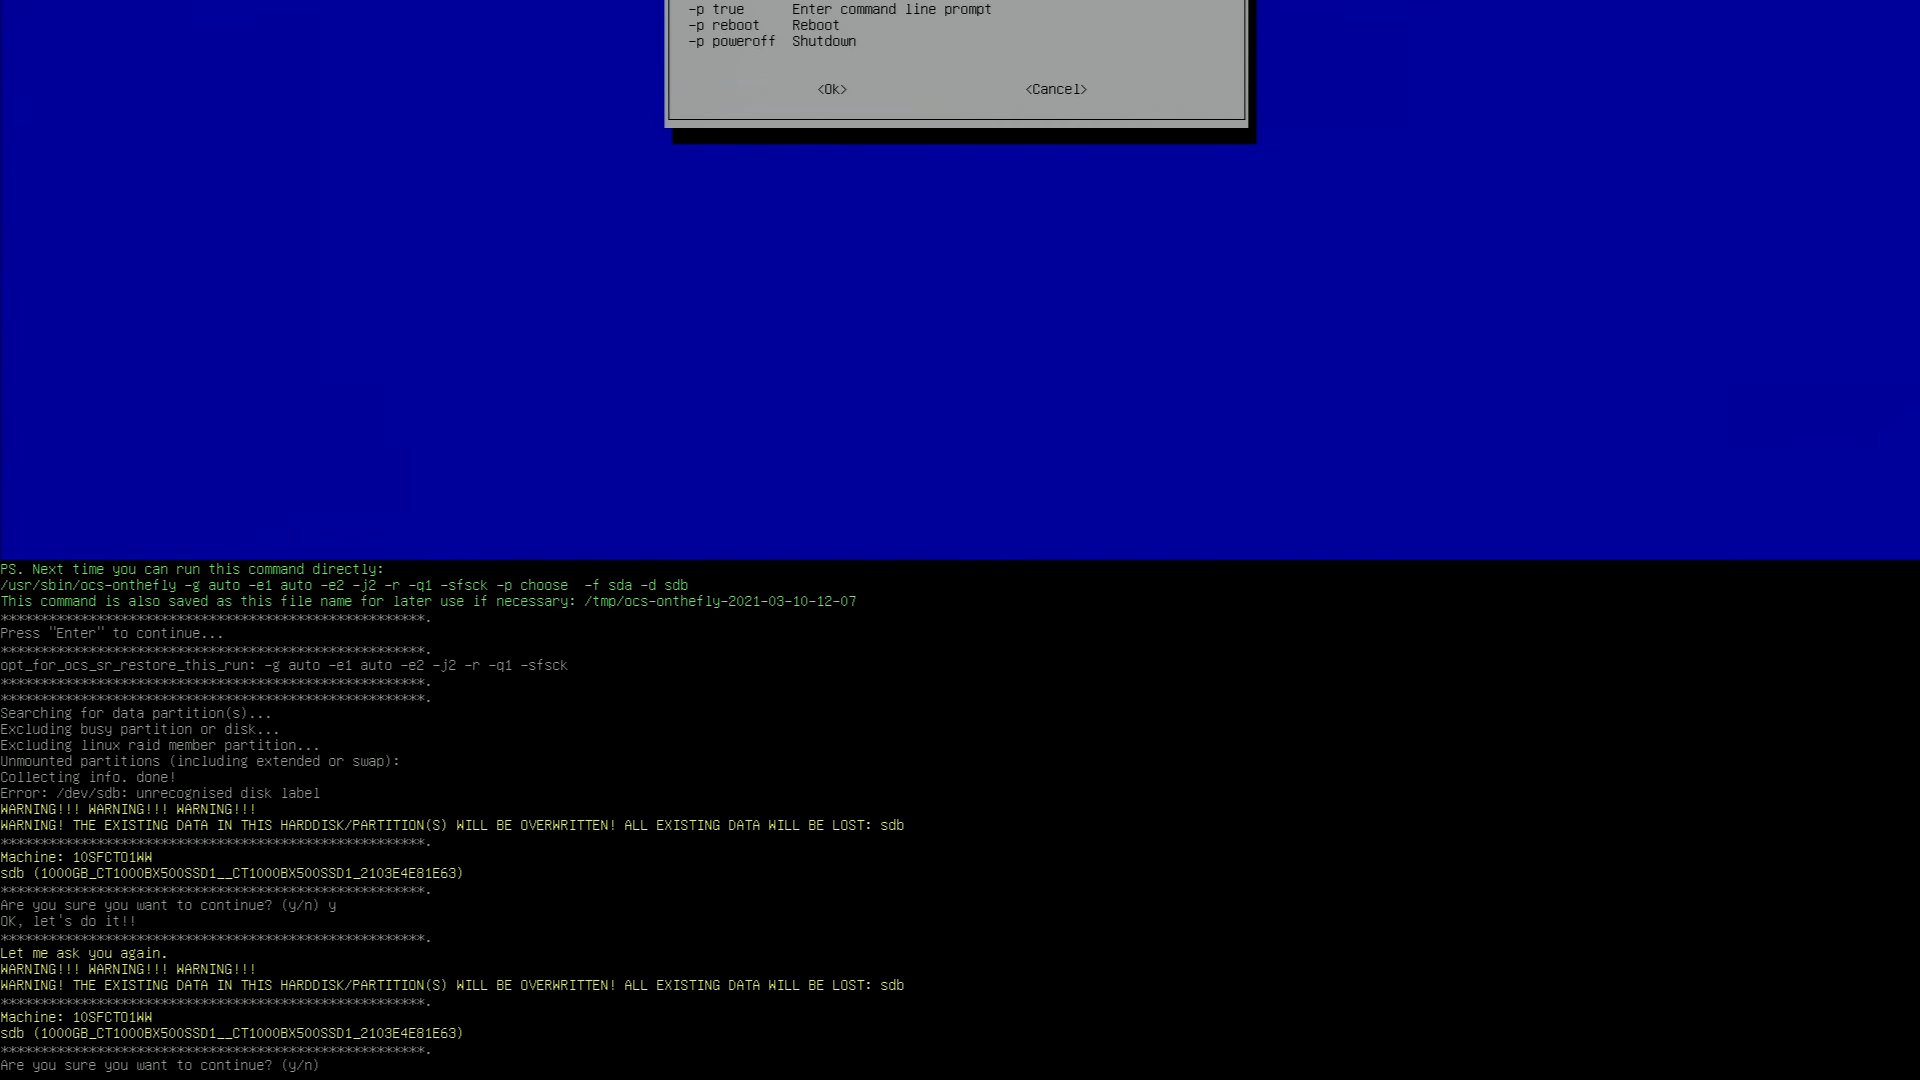 -p true Enter command line prompt
-p reboot Reboot
-p poweroff Shutdown
<Ok> <Cancel>
PS. Next time you can run this command directly:
/usr/sbin/ocs-onthefly -g auto -e1 auto -e2 -j2 -r -q1 -sfsck -p choose -f sda -d sdb
This command is also saved as this file name for later use if necessary: /tmp/ocs-onthefly-2021-03-10-12-07
*****************************************************.
Press "Enter" to continue...
*****************************************************.
opt_for_ocs_sr_restore_this_run: -g auto -e1 auto -e2 -j2 -r -q1 -sfsck
*****************************************************.
*****************************************************.
Searching for data partition(s)...
Excluding busy partition or disk...
Excluding linux raid member partition...
Unmounted partitions (including extended or swap):
Collecting info. done!
Error: /dev/sdb: unrecognised disk label
WARNING!!! WARNING!!! WARNING!!!
WARNING! THE EXISTING DATA IN THIS HARDDISK/PARTITION(S) WILL BE OVERWRITTEN! ALL EXISTING DATA WILL BE LOST: sdb
*****************************************************.
Machine: 10SFCT01WW
sdb (1000GB_CT1000BX500SSD1__CT1000BX500SSD1_2103E4E81E63)
*****************************************************.
Are you sure you want to continue? (y/n) y
OK, let's do it!!
*****************************************************.
Let me ask you again.
WARNING!!! WARNING!!! WARNING!!!
WARNING! THE EXISTING DATA IN THIS HARDDISK/PARTITION(S) WILL BE OVERWRITTEN! ALL EXISTING DATA WILL BE LOST: sdb
*****************************************************.
Machine: 10SFCT01WW
sdb (1000GB_CT1000BX500SSD1__CT1000BX500SSD1_2103E4E81E63)
*****************************************************.
Are you sure you want to continue? (y/n)